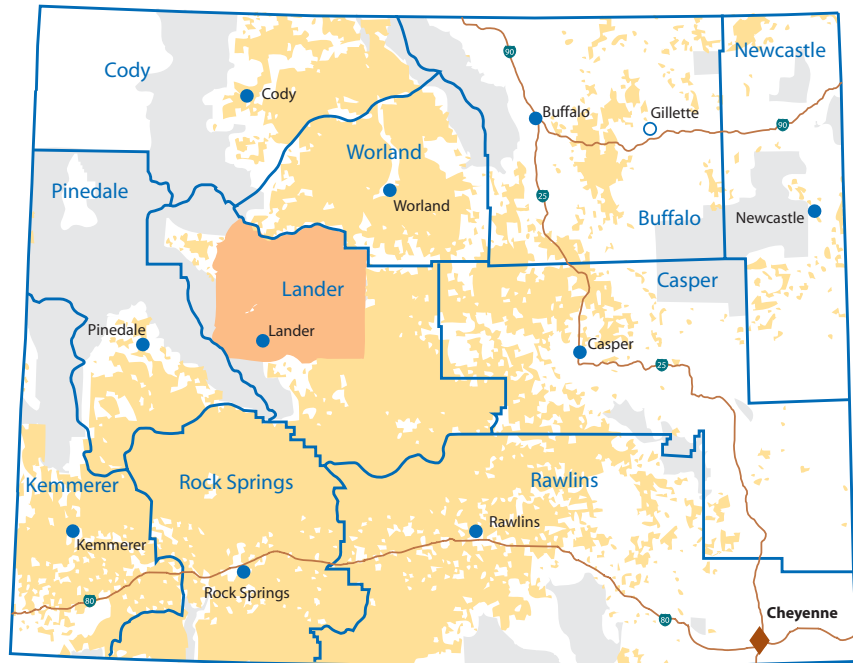 Newcastle
90
Cody
Cody
Buffalo
Gillette
90
Worland
Pinedale
Worland
25
Newcastle
Buffalo
Casper
Lander
Lander
Pinedale
Casper
25
Kemmerer
Rock Springs
Rawlins
Rawlins
Kemmerer
Rock Springs
80
Cheyenne
80